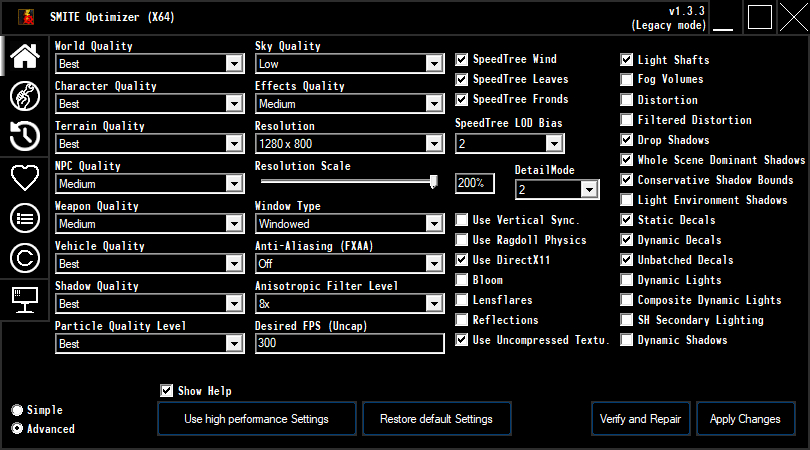 SMITE Optimizer (X64)
v1.3.3
(Legacy mode)
World Quality
Best
Character Quality
Best
Terrain Quality
Best
NPC Quality
Medium
Weapon Quality
Medium
Vehicle Quality
Best
Shadow Quality
Best
Particle Quality Level
Best
Sky Quality
Low
Effects Quality
Medium
Resolution
1280 x 800
Resolution Scale
200%
Window Type
Windowed
Anti-Aliasing (FXAA)
Off
Anisotropic Filter Level
8x
Desired FPS (Uncap)
300
SpeedTree Wind
SpeedTree Leaves
SpeedTree Fronds
SpeedTree LOD Bias
2
DetailMode
2
Use Vertical Sync.
Use Ragdoll Physics
Use DirectX11
Bloom
Lensflares
Reflections
Use Uncompressed Textu.
Light Shafts
Fog Volumes
Distortion
Filtered Distortion
Drop Shadows
Whole Scene Dominant Shadows
Conservative Shadow Bounds
Light Environment Shadows
Static Decals
Dynamic Decals
Unbatched Decals
Dynamic Lights
Composite Dynamic Lights
SH Secondary Lighting
Dynamic Shadows
Show Help
Simple
Advanced
Use high performance Settings
Restore default Settings
Verify and Repair
Apply Changes